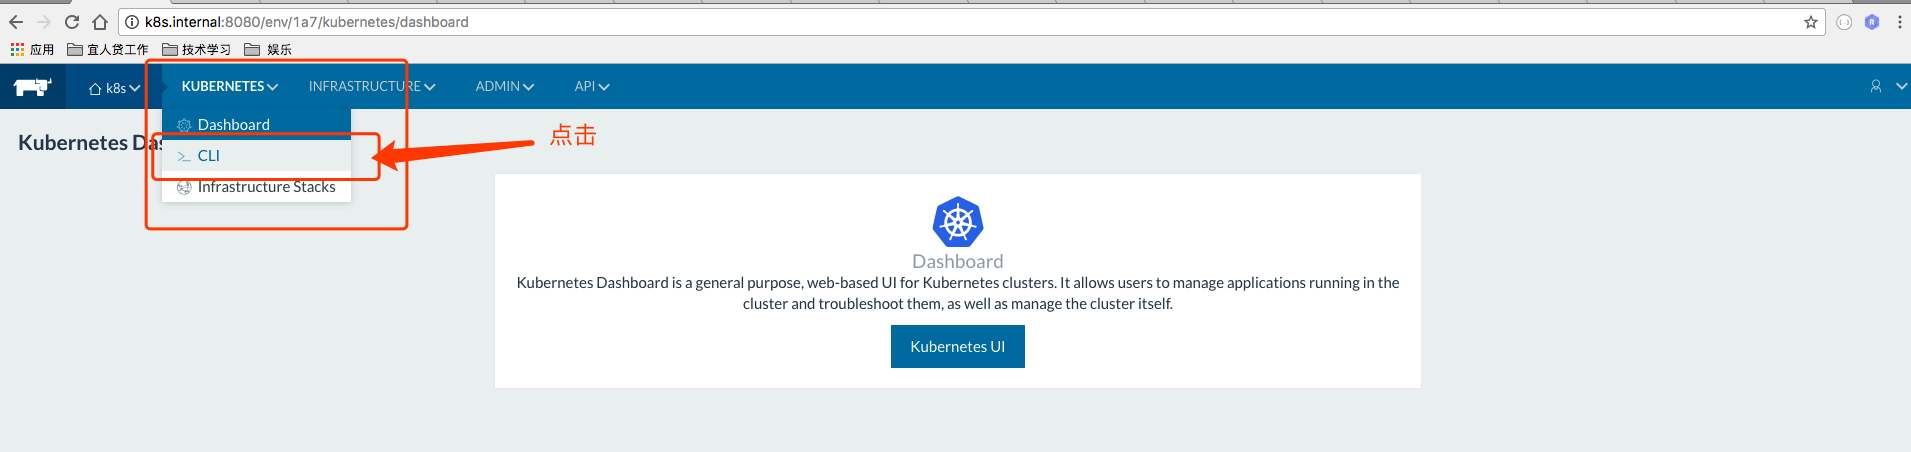 k8s.internal:8080/env/1a7/kubernetes/dashboard
应用 宜人贷工作 技术学习 娱乐
k8s KUBERNETES INFRASTRUCTURE ADMIN API
Dashboard
点击
Kubernetes Das
CLI
Infrastructure Stacks
Dashboard
Kubernetes Dashboard is a general purpose, web-based UI for Kubernetes clusters. It allows users to manage applications running in the
cluster and troubleshoot them, as well as manage the cluster itself.
Kubernetes UI